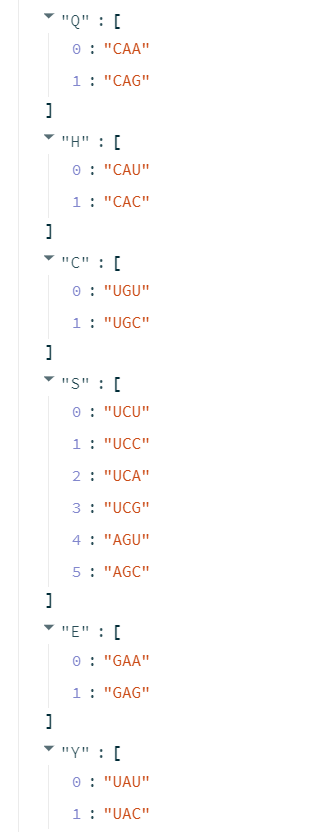 "Q" : [
0 : "CAA"
1 : "CAG"
]
"H" : [
0 : "CAU"
1 : "CAC"
]
"C" : [
0 : "UGU"
1 : "UGC"
]
"S" : [
0 : "UCU"
1 : "UCC"
2 : "UCA"
3 : "UCG"
4 : "AGU"
5 : "AGC"
]
"E" : [
0 : "GAA"
1 : "GAG"
]
"Y" : [
0 : "UAU"
1 : "UAC"